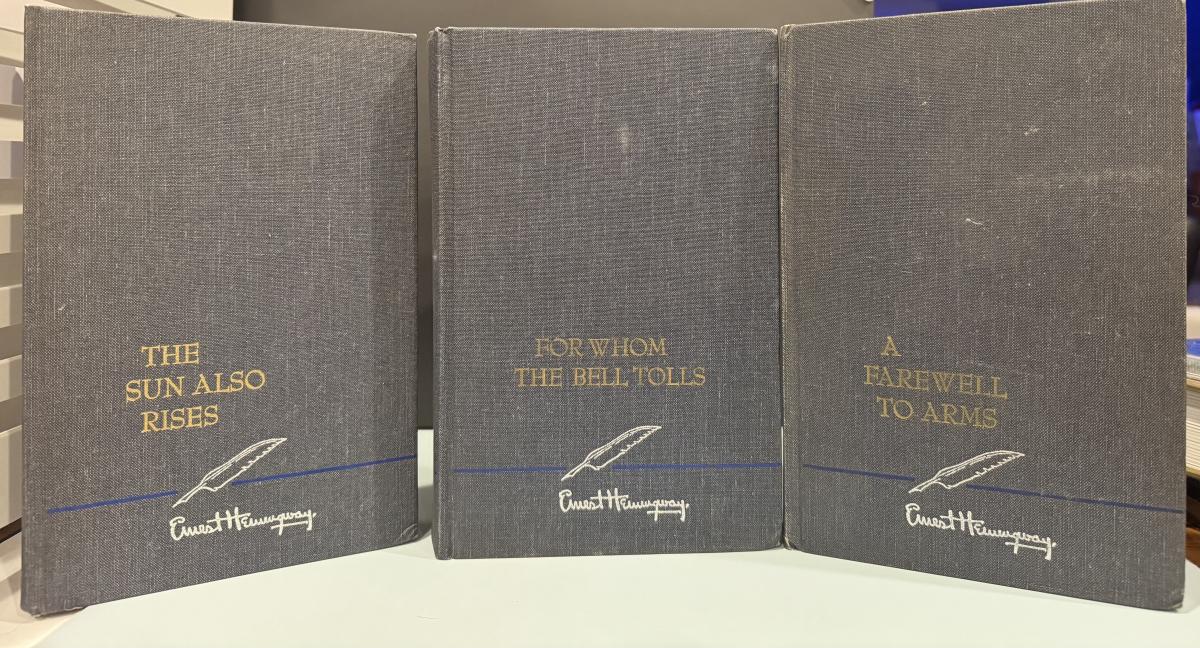 THE
SUN ALSO
RISES
Ernest Hemingway.
FOR WHOM
THE BELL TOLLS
Ernest Hemingway.
A
FAREWELL
TO ARMS
Ernest Hemingway.